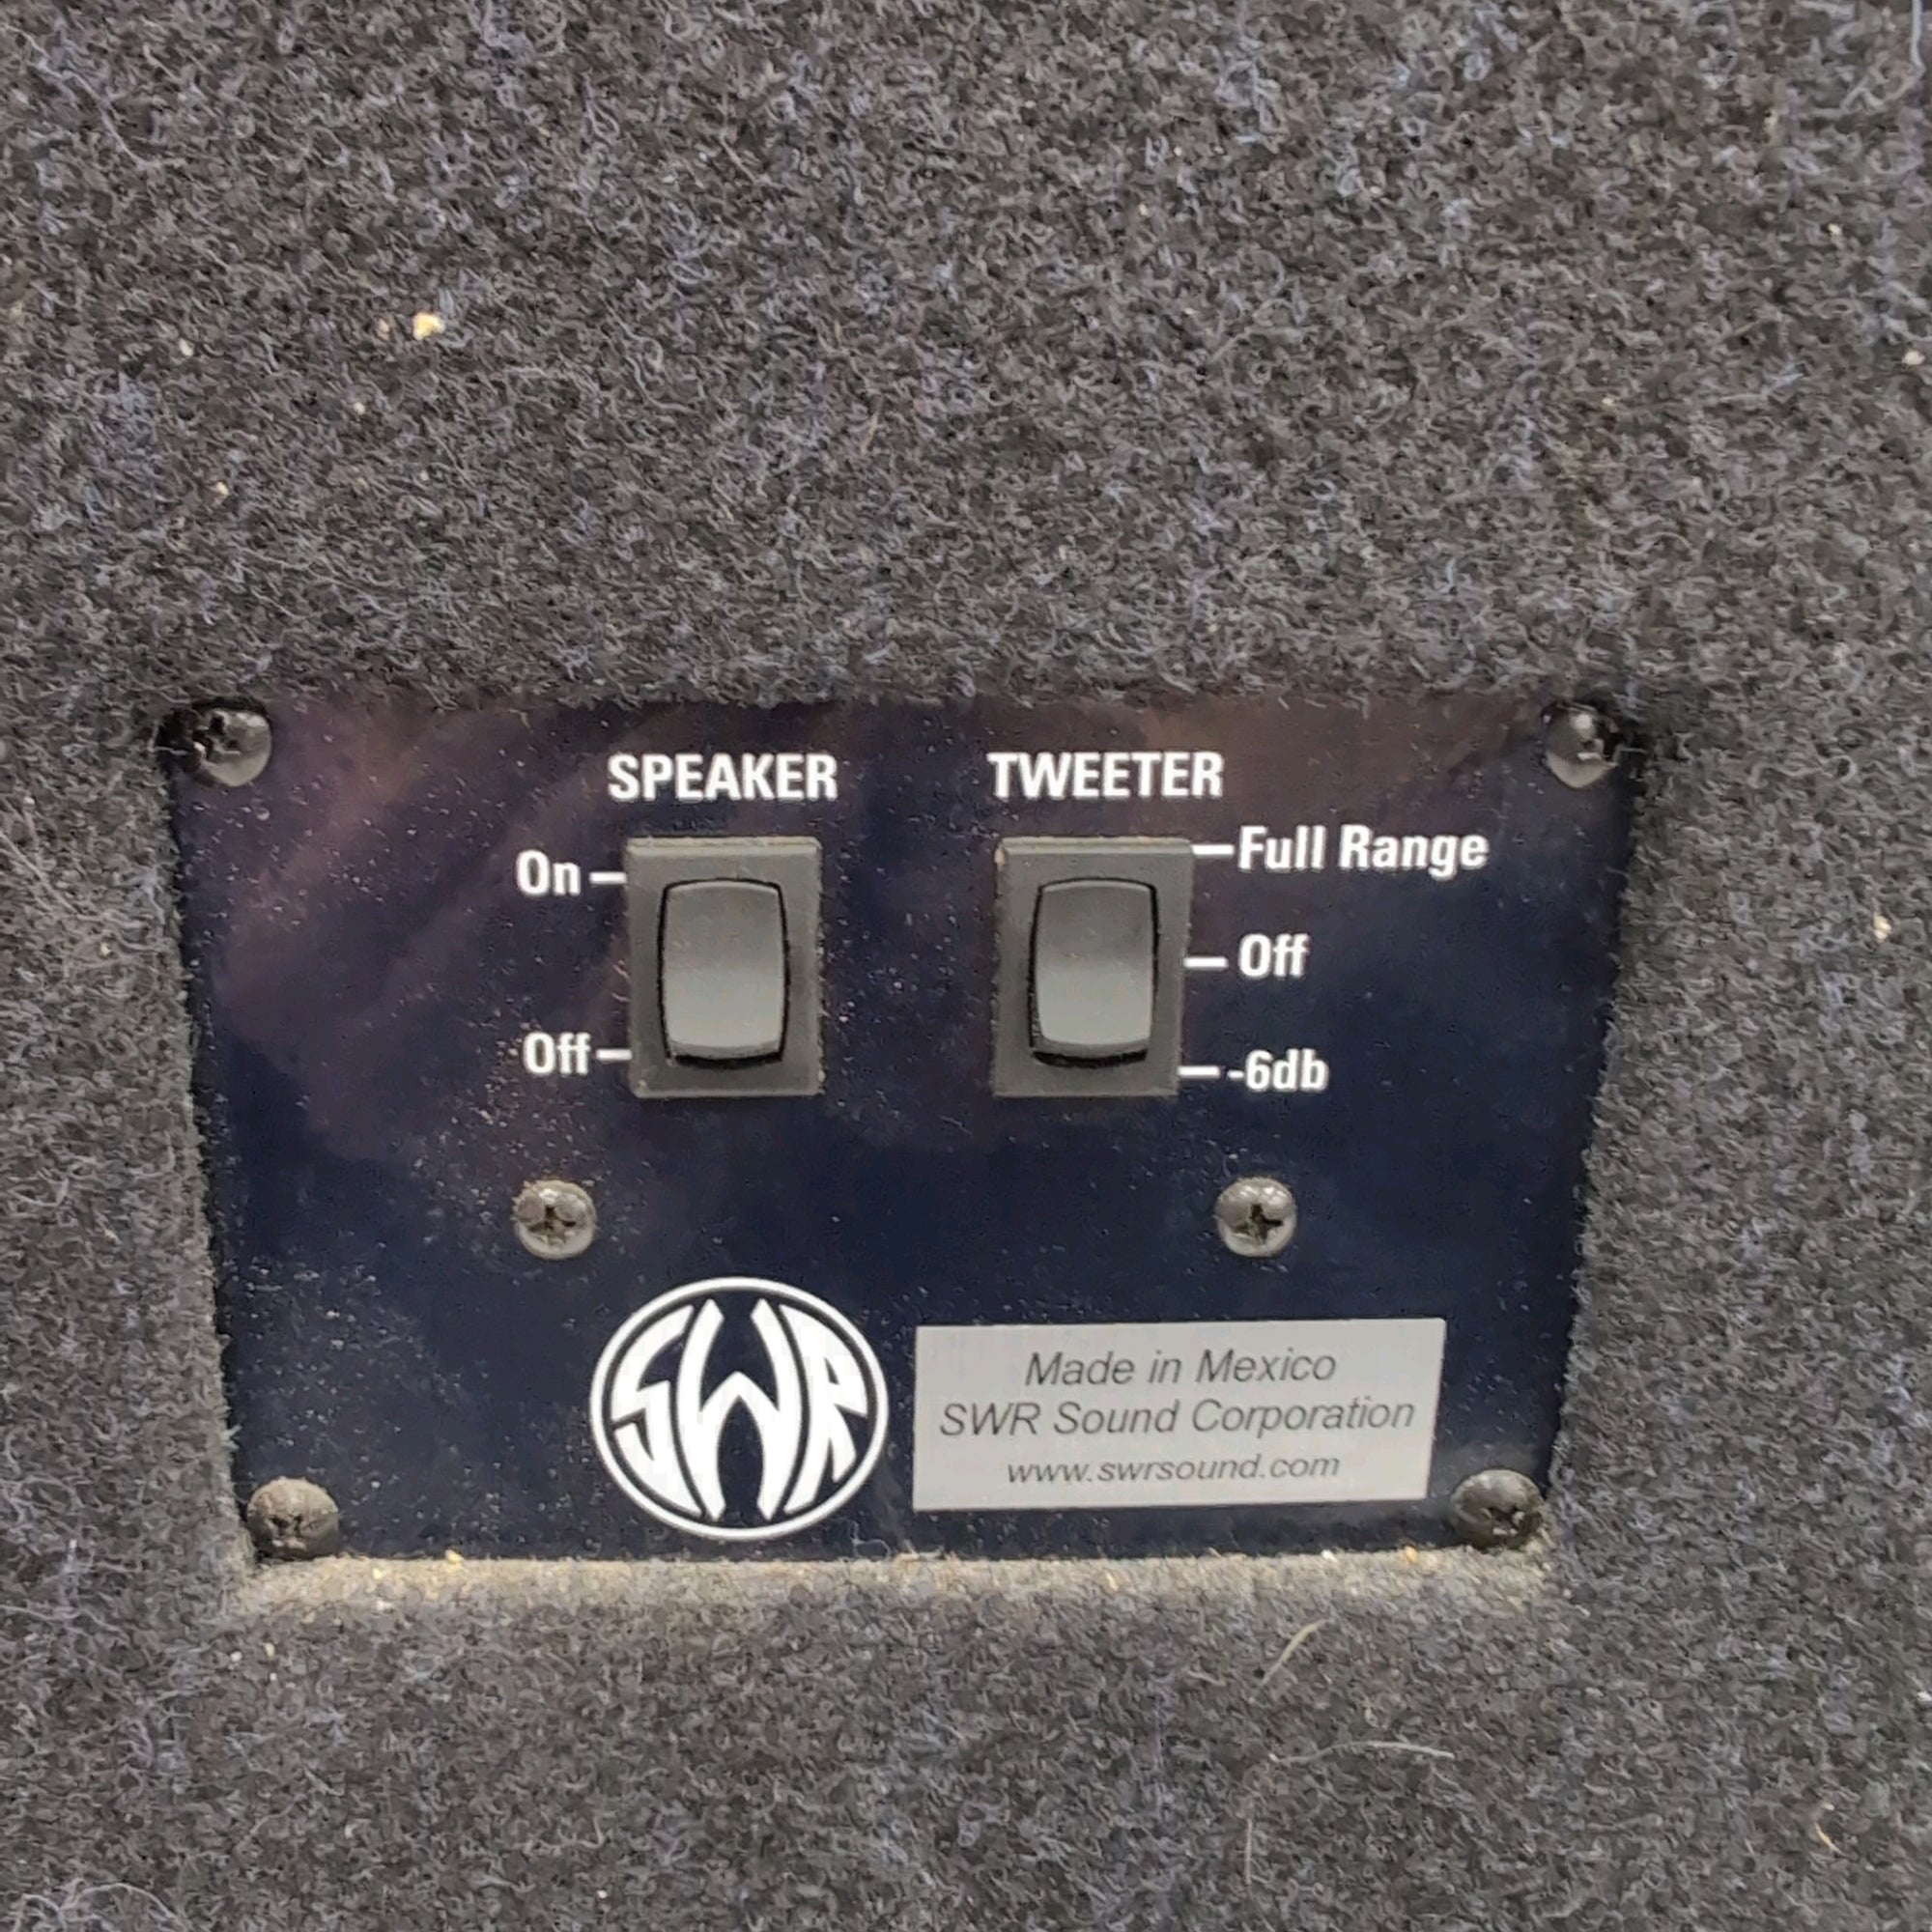 SPEAKER
TWEETER
On
Off
Full Range
Off
-6db
SWR
Made in Mexico
SWR Sound Corporation
www.swrsound.com